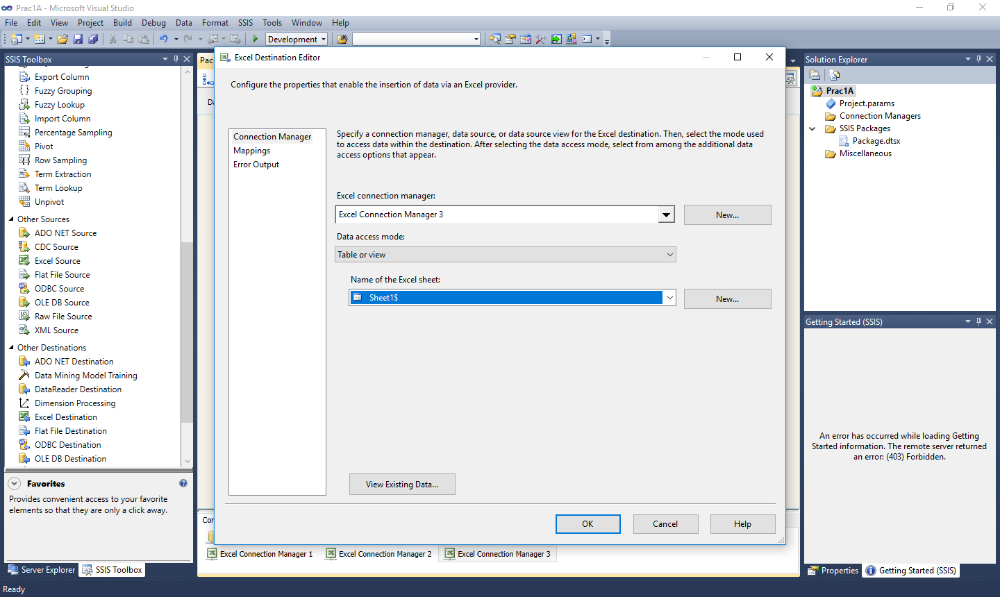 Prac1A - Microsoft Visual Studio
File Edit View Project Build Debug Data Format SSIS Tools Window Help
Development
SSIS Toolbox
Export Column
Fuzzy Grouping
Fuzzy Lookup
Import Column
Percentage Sampling
Pivot
Row Sampling
Term Extraction
Term Lookup
Unpivot
Other Sources
ADO NET Source
CDC Source
Excel Source
Flat File Source
ODBC Source
OLE DB Source
Raw File Source
XML Source
Other Destinations
ADO NET Destination
Data Mining Model Training
DataReader Destination
Dimension Processing
Excel Destination
Flat File Destination
ODBC Destination
OLE DB Destination
Favorites
Provides convenient access to your favorite
elements so that they are only a click away.
Server Explorer
SSIS Toolbox
Ready
Pac
Da
Con
Excel Destination Editor
Configure the properties that enable the insertion of data via an Excel provider.
Connection Manager
Mappings
Error Output
Specify a connection manager, data source, or data source view for the Excel destination. Then, select the mode used
to access data within the destination. After selecting the data access mode, select from among the additional data
access options that appear.
Excel connection manager:
Excel Connection Manager 3
New...
Data access mode:
Table or view
Name of the Excel sheet:
Sheet1$
New...
View Existing Data...
OK
Cancel
Help
Excel Connection Manager 1
Excel Connection Manager 2
Excel Connection Manager 3
Solution Explorer
Prac1A
Project.params
Connection Managers
SSIS Packages
Package.dtsx
Miscellaneous
Getting Started (SSIS)
An error has occurred while loading Getting
Started information. The remote server returned
an error: (403) Forbidden.
Properties
Getting Started (SSIS)